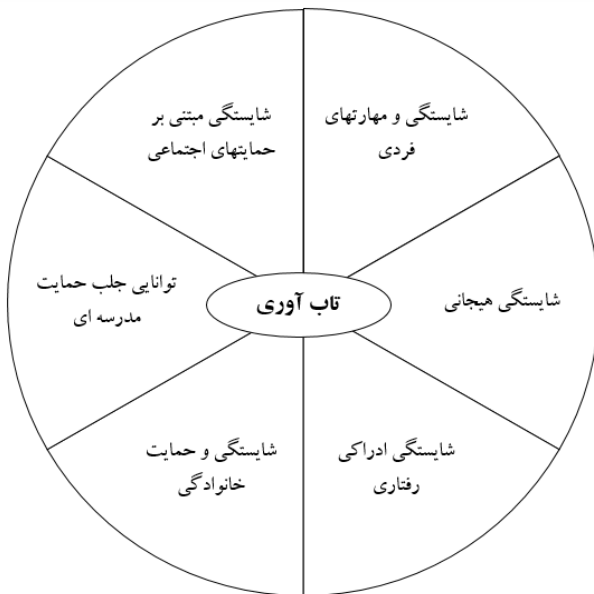 شایستگی و مهارتهای
فردی
شایستگی مبتنی بر
حمایتهای اجتماعی
شایستگی هیجانی
تاب آوری
توانایی جلب حمایت
مدرسه ای
شایستگی ادراکی
رفتاری
شایستگی و حمایت
خانوادگی